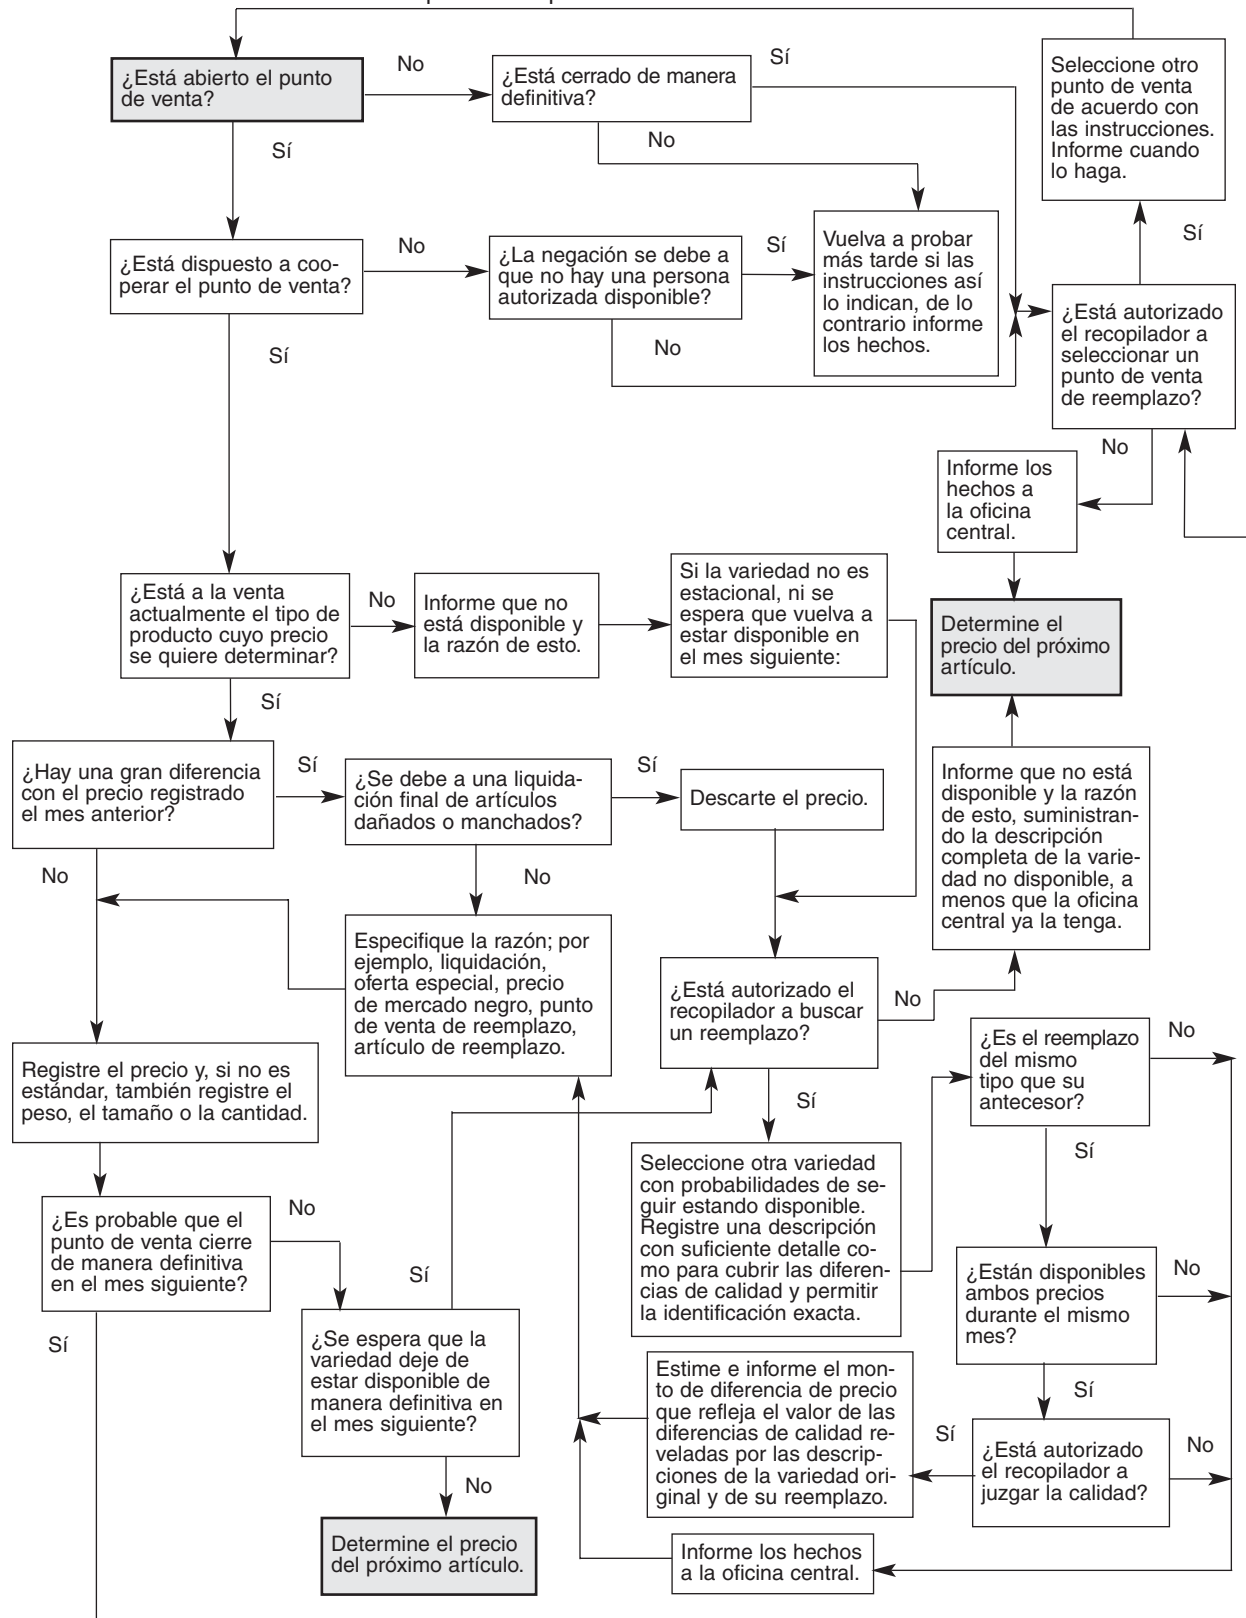 ¿Está abierto el punto
de venta?
No
¿Está cerrado de manera
definitiva?
Sí
Seleccione otro
punto de venta
de acuerdo con
las instrucciones.
Informe cuando
lo haga.
Sí
No
¿Está dispuesto a coo-
perar el punto de venta?
No
¿La negación se debe a
que no hay una persona
autorizada disponible?
Sí
Vuelva a probar
más tarde si las
instrucciones así
lo indican, de lo
contrario informe
los hechos.
Sí
¿Está autorizado
el recopilador a
seleccionar un
punto de venta
de reemplazo?
Sí
No
No
Informe los
hechos a
la oficina
central.
¿Está a la venta
actualmente el tipo de
producto cuyo precio
se quiere determinar?
No
Informe que no
está disponible y
la razón de esto.
Si la variedad no es
estacional, ni se
espera que vuelva a
estar disponible en
el mes siguiente:
Determine el
precio del próximo
artículo.
Sí
¿Hay una gran diferencia
con el precio registrado
el mes anterior?
Sí
¿Se debe a una liquida-
ción final de artículos
dañados o manchados?
Sí
Descarte el precio.
Informe que no está
disponible y la razón
de esto, suministran-
do la descripción
completa de la varie-
dad no disponible, a
menos que la oficina
central ya la tenga.
No
No
Especifique la razón; por
ejemplo, liquidación,
oferta especial, precio
de mercado negro, punto
de venta de reemplazo,
artículo de reemplazo.
¿Está autorizado el
recopilador a buscar
un reemplazo?
No
¿Es el reemplazo
del mismo
tipo que su
antecesor?
No
Registre el precio y, si no es
estándar, también registre el
peso, el tamaño o la cantidad.
Sí
Sí
Seleccione otra variedad
con probabilidades de se-
guir estando disponible.
Registre una descripción
con suficiente detalle co-
mo para cubrir las diferen-
cias de calidad y permitir
la identificación exacta.
¿Es probable que el
punto de venta cierre
de manera definitiva
en el mes siguiente?
No
Sí
¿Están disponibles
ambos precios
durante el mismo
mes?
No
Sí
¿Se espera que la
variedad deje de
estar disponible de
manera definitiva en
el mes siguiente?
Estime e informe el mon-
to de diferencia de precio
que refleja el valor de las
diferencias de calidad re-
veladas por las descrip-
ciones de la variedad ori-
ginal y de su reemplazo.
Sí
Sí
¿Está autorizado
el recopilador a
juzgar la calidad?
No
No
Determine el precio
del próximo artículo.
Informe los hechos
a la oficina central.